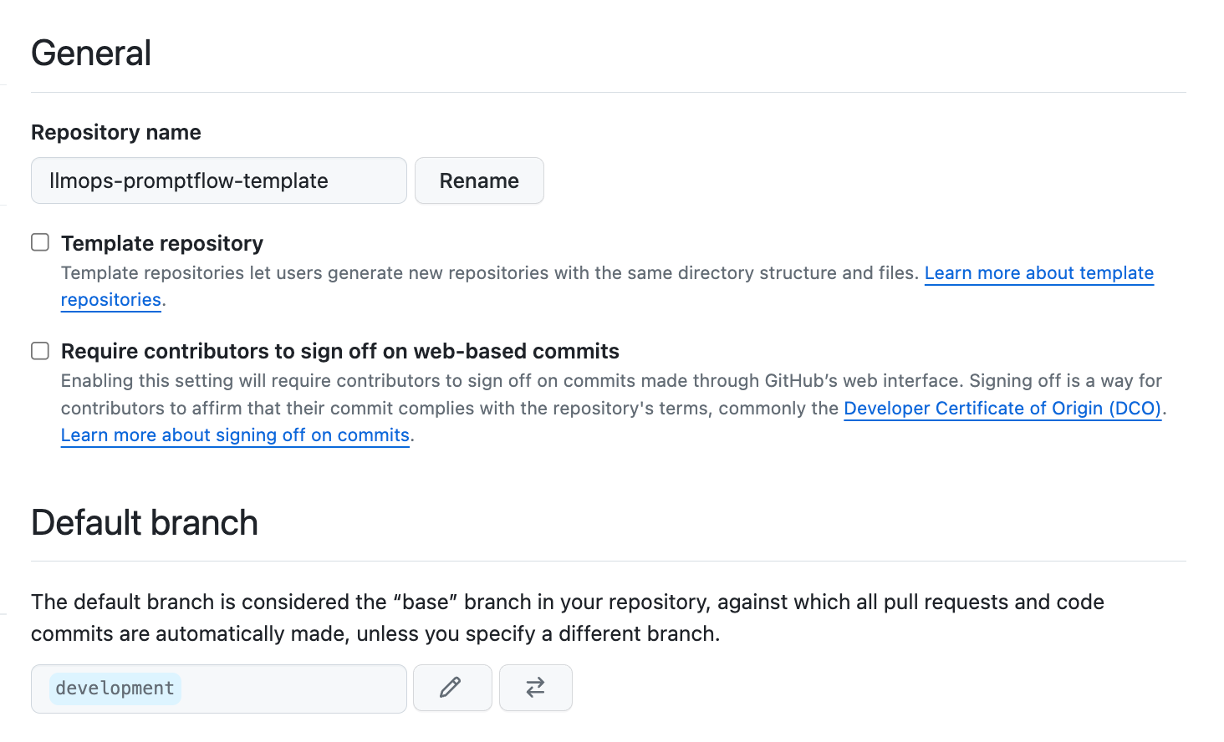 General
Repository name
llmops-promptflow-template
Rename
Template repository
Template repositories let users generate new repositories with the same directory structure and files. Learn more about template
repositories.
Require contributors to sign off on web-based commits
Enabling this setting will require contributors to sign off on commits made through GitHub’s web interface. Signing off is a way for
contributors to affirm that their commit complies with the repository's terms, commonly the Developer Certificate of Origin (DCO).
Learn more about signing off on commits.
Default branch
The default branch is considered the “base” branch in your repository, against which all pull requests and code
commits are automatically made, unless you specify a different branch.
development